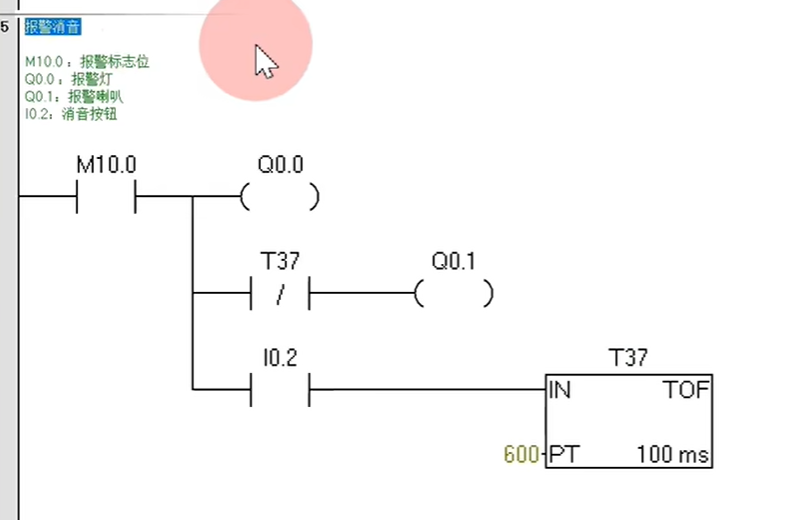 5
报警消音
M10.0：报警标志位
Q0.0：报警灯
Q0.1：报警喇叭
I0.2：消音按钮
M10.0
Q0.0
T37
Q0.1
/
I0.2
T37
IN TOF
600 PT 100 ms